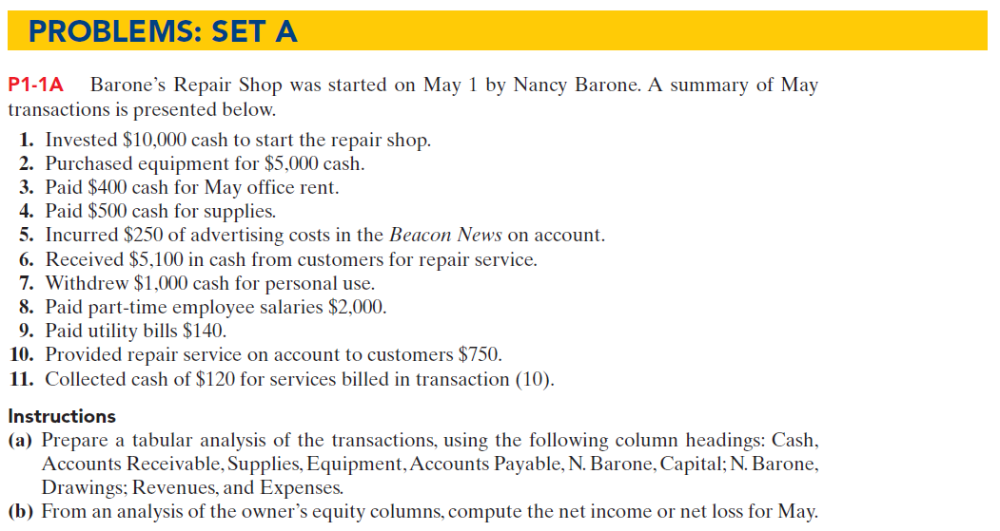 PROBLEMS: SET A
P1-1A Barone's Repair Shop was started on May 1 by Nancy Barone. A summary of May
transactions is presented below.
1. Invested $10,000 cash to start the repair shop.
2. Purchased equipment for $5,000 cash.
3. Paid $400 cash for May office rent.
4. Paid $500 cash for supplies.
5. Incurred $250 of advertising costs in the Beacon News on account.
6. Received $5,100 in cash from customers for repair service.
7. Withdrew $1,000 cash for personal use.
8. Paid part-time employee salaries $2,000.
9. Paid utility bills $140.
10. Provided repair service on account to customers $750.
11. Collected cash of $120 for services billed in transaction (10).
Instructions
(a) Prepare a tabular analysis of the transactions, using the following column headings: Cash,
Accounts Receivable, Supplies, Equipment, Accounts Payable, N. Barone, Capital; N. Barone,
Drawings; Revenues, and Expenses.
(b) From an analysis of the owner's equity columns, compute the net income or net loss for May.